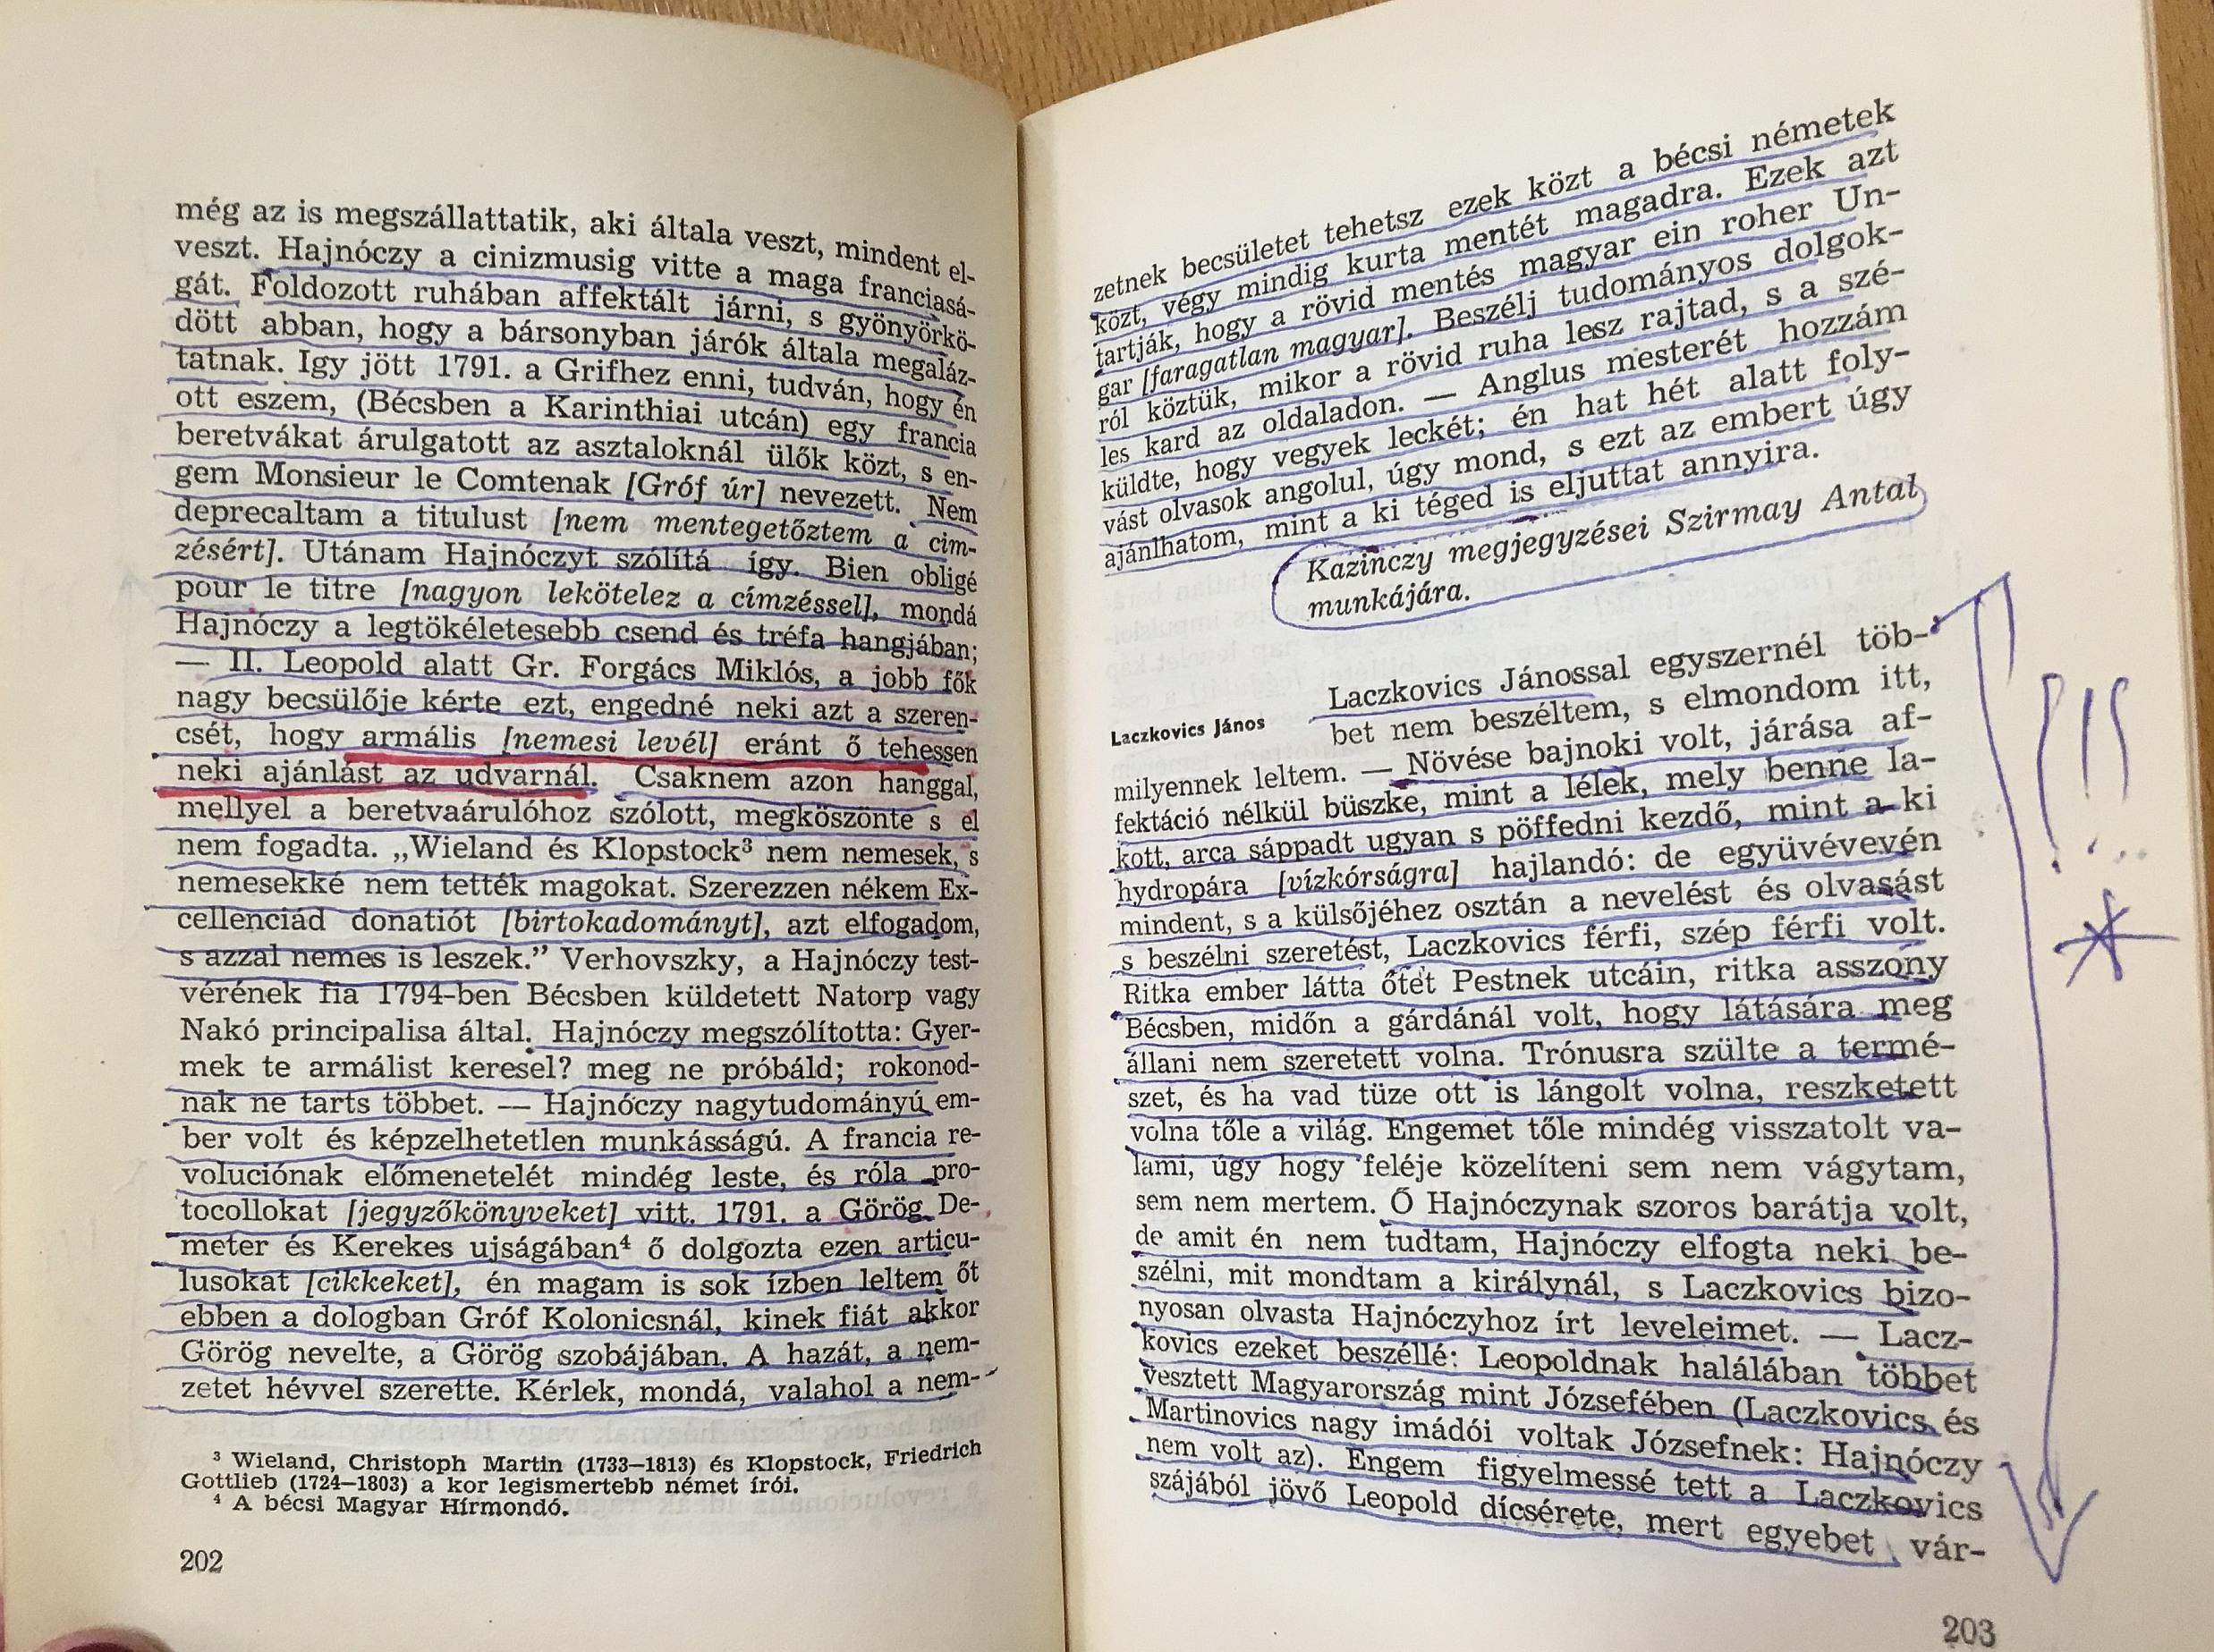 még az is megszállattatik, aki általa veszt, mindent el-
veszt. Hajnóczy a cinizmusig vitte a maga franciasá-
gát. Foldozott ruhában affektált járni, s gyönyörkö-
dött abban, hogy a bársonyban járók általa megaláz-
tatnak. Igy jött 1791. a Grifhez enni, tudván, hogy én
ott eszem, (Bécsben a Karinthiai utcán) egy francia
beretvákat árulgatott az asztaloknál ülők közt, s en-
gem Monsieur le Comtenak [Gróf úr] nevezett. Nem
deprecaltam a titulust [nem mentegetőztem a cím-
zésért]. Utánam Hajnóczyt szólítá így. Bien obligé
pour le titre [nagyon lekötelez a címzéssel], mondá
Hajnóczy a legtökéletesebb csend és tréfa hangjában;
— II. Leopold alatt Gr. Forgács Miklós, a jobb fők
nagy becsülője kérte ezt, engedné neki azt a szeren-
csét, hogy armális [nemesi levél] eránt ő tehessen
neki ajánlást az udvarnál. Csaknem azon hanggal,
mellyel a beretvaárulóhoz szólott, megköszönte s el
nem fogadta. „Wieland és Klopstock³ nem nemesek, s
nemesekké nem tették magokat. Szerezzen nékem Ex-
cellenciád donatiót [birtokadományt], azt elfogadom,
s azzal nemes is leszek.” Verhovszky, a Hajnóczy test-
vérének fia 1794-ben Bécsben küldetett Natorp vagy
Nakó principalisa által. Hajnóczy megszólította: Gyer-
mek te armálist keresel? meg ne próbáld; rokonod-
nak ne tarts többet. — Hajnóczy nagytudományú em-
ber volt és képzelhetetlen munkásságú. A francia re-
voluciónak előmenetelét mindég leste, és róla pro-
tocollokat [jegyzőkönyveket] vitt. 1791. a Görög De-
meter és Kerekes ujságában⁴ ő dolgozta ezen articu-
lusokat [cikkeket], én magam is sok ízben leltem őt
ebben a dologban Gróf Kolonicsnál, kinek fiát akkor
Görög nevelte, a Görög szobájában. A hazát, a nem-
zetet hévvel szerette. Kérlek, mondá, valahol a nem-
³ Wieland, Christoph Martin (1733—1813) és Klopstock, Friedrich
Gottlieb (1724—1803) a kor legismertebb német írói.
⁴ A bécsi Magyar Hírmondó.
202
zetnek becsületet tehetsz ezek közt a bécsi németek
közt, végy mindig kurta mentét magadra. Ezek azt
tartják, hogy a rövid mentés magyar ein roher Un-
gar [faragatlan magyar]. Beszélj tudományos dolgok-
ról köztük, mikor a rövid ruha lesz rajtad, s a szé-
les kard az oldaladon. — Anglus mesterét hozzám
küldte, hogy vegyek leckét; én hat hét alatt foly-
vást olvasok angolul, úgy mond, s ezt az embert úgy
ajánlhatom, mint a ki téged is eljuttat annyira.
Kazinczy megjegyzései Szirmay Antal
munkájára.
Laczkovics János
Laczkovics Jánossal egyszernél töb-
bet nem beszéltem, s elmondom itt,
milyennek leltem. — Növése bajnoki volt, járása af-
fektáció nélkül büszke, mint a lélek, mely benne la-
kott, arca sáppadt ugyan s pöffedni kezdő, mint a ki
hydropára [vízkórságra] hajlandó: de együvévevén
mindent, s a külsőjéhez osztán a nevelést és olvasást
s beszélni szeretést, Laczkovics férfi, szép férfi volt.
Ritka ember látta őtet Pestnek utcáin, ritka asszony
Bécsben, midőn a gárdánál volt, hogy látására meg
állani nem szeretett volna. Trónusra szülte a termé-
szet, és ha vad tüze ott is lángolt volna, reszketett
volna tőle a világ. Engemet tőle mindég visszatolt va-
lami, úgy hogy feléje közelíteni sem nem vágytam,
sem nem mertem. Ő Hajnóczynak szoros barátja volt,
de amit én nem tudtam, Hajnóczy elfogta neki be-
szélni, mit mondtam a királynál, s Laczkovics bizo-
nyosan olvasta Hajnóczyhoz írt leveleimet. — Lacz-
kovics ezeket beszéllé: Leopoldnak halálában többet
vesztett Magyarország mint Józsefében (Laczkovics és
Martinovics nagy imádói voltak Józsefnek: Hajnóczy
nem volt az). Engem figyelmessé tett a Laczkovics
szájából jövő Leopold dícsérete, mert egyebet vár-
203
!!!
*